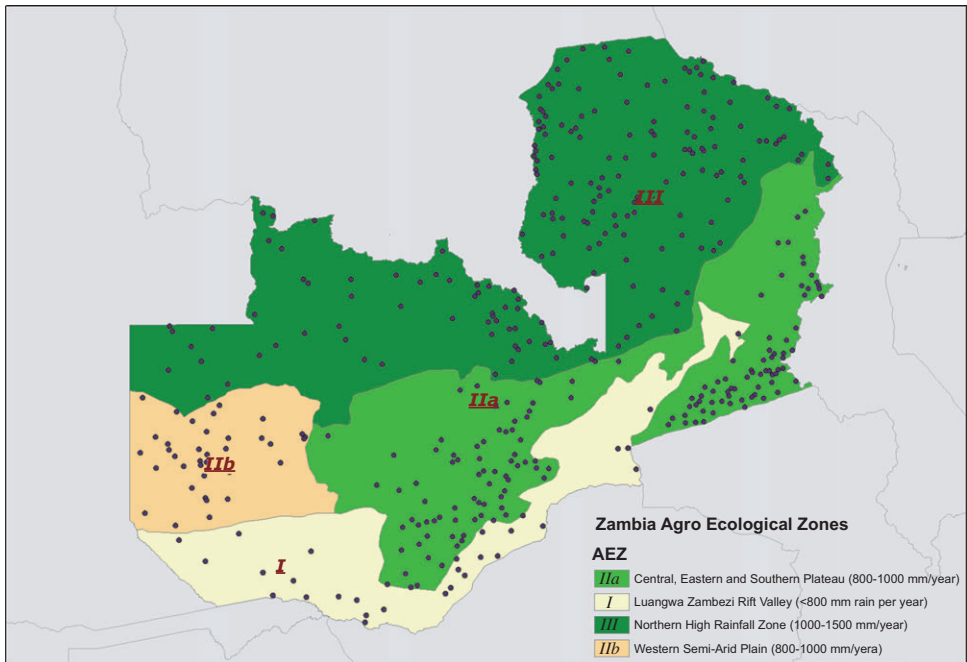 III
IIa
IIb
I
Zambia Agro Ecological Zones
AEZ
IIa Central, Eastern and Southern Plateau (800-1000 mm/year)
I Luangwa Zambezi Rift Valley (<800 mm rain per year)
III Northern High Rainfall Zone (1000-1500 mm/year)
IIb Western Semi-Arid Plain (800-1000 mm/yera)